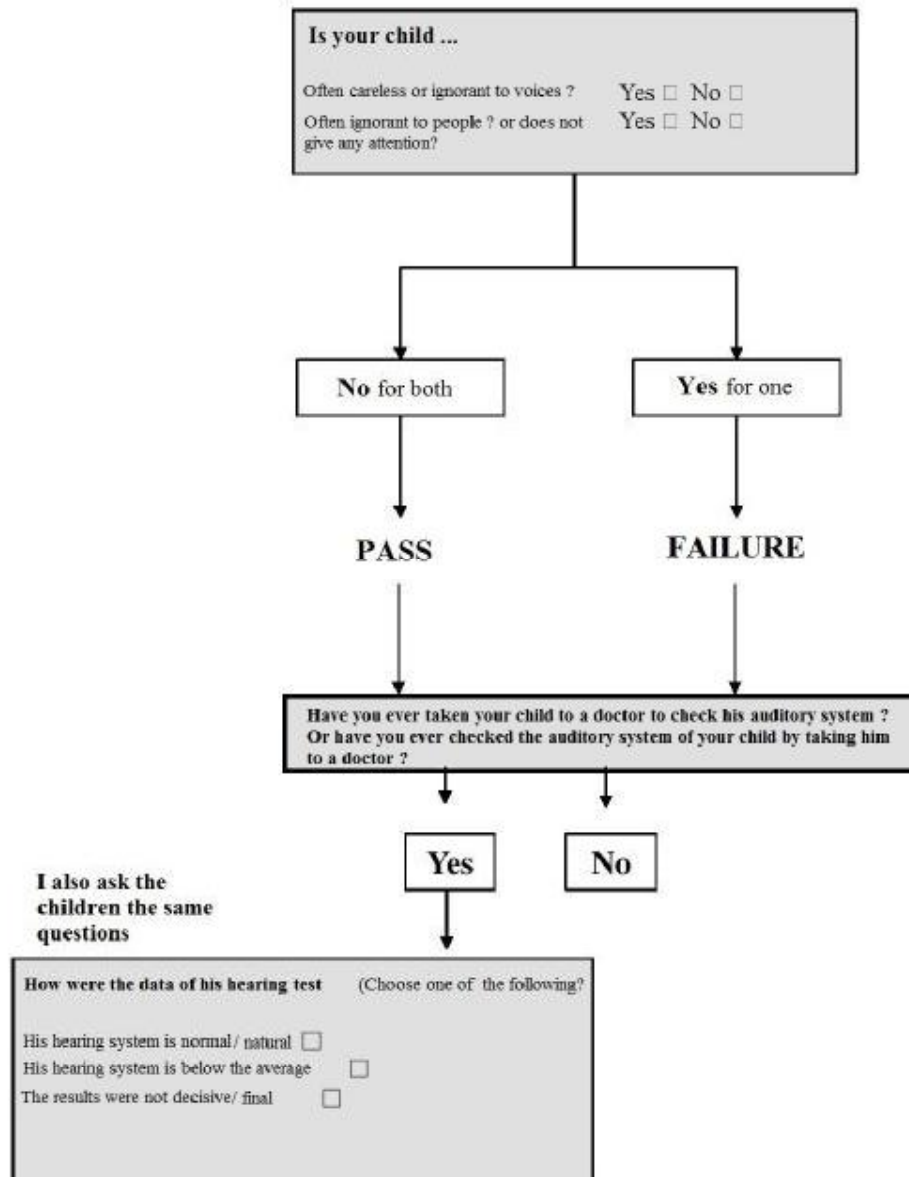 Is your child ...
Often careless or ignorant to voices ? Yes □ No □
Often ignorant to people ? or does not Yes □ No □
give any attention?
No for both
Yes for one
PASS
FAILURE
Have you ever taken your child to a doctor to check his auditory system ?
Or have you ever checked the auditory system of your child by taking him
to a doctor ?
Yes
No
I also ask the
children the same
questions
How were the data of his hearing test (Choose one of the following?
His hearing system is normal/ natural □
His hearing system is below the average □
The results were not decisive/ final □